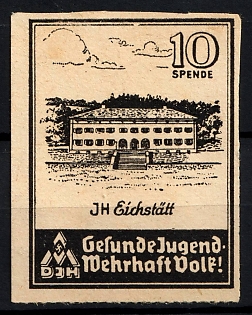 10
SPENDE
JH Eichstätt
DJH
Gesunde Jugend-
Wehrhaft Volk!